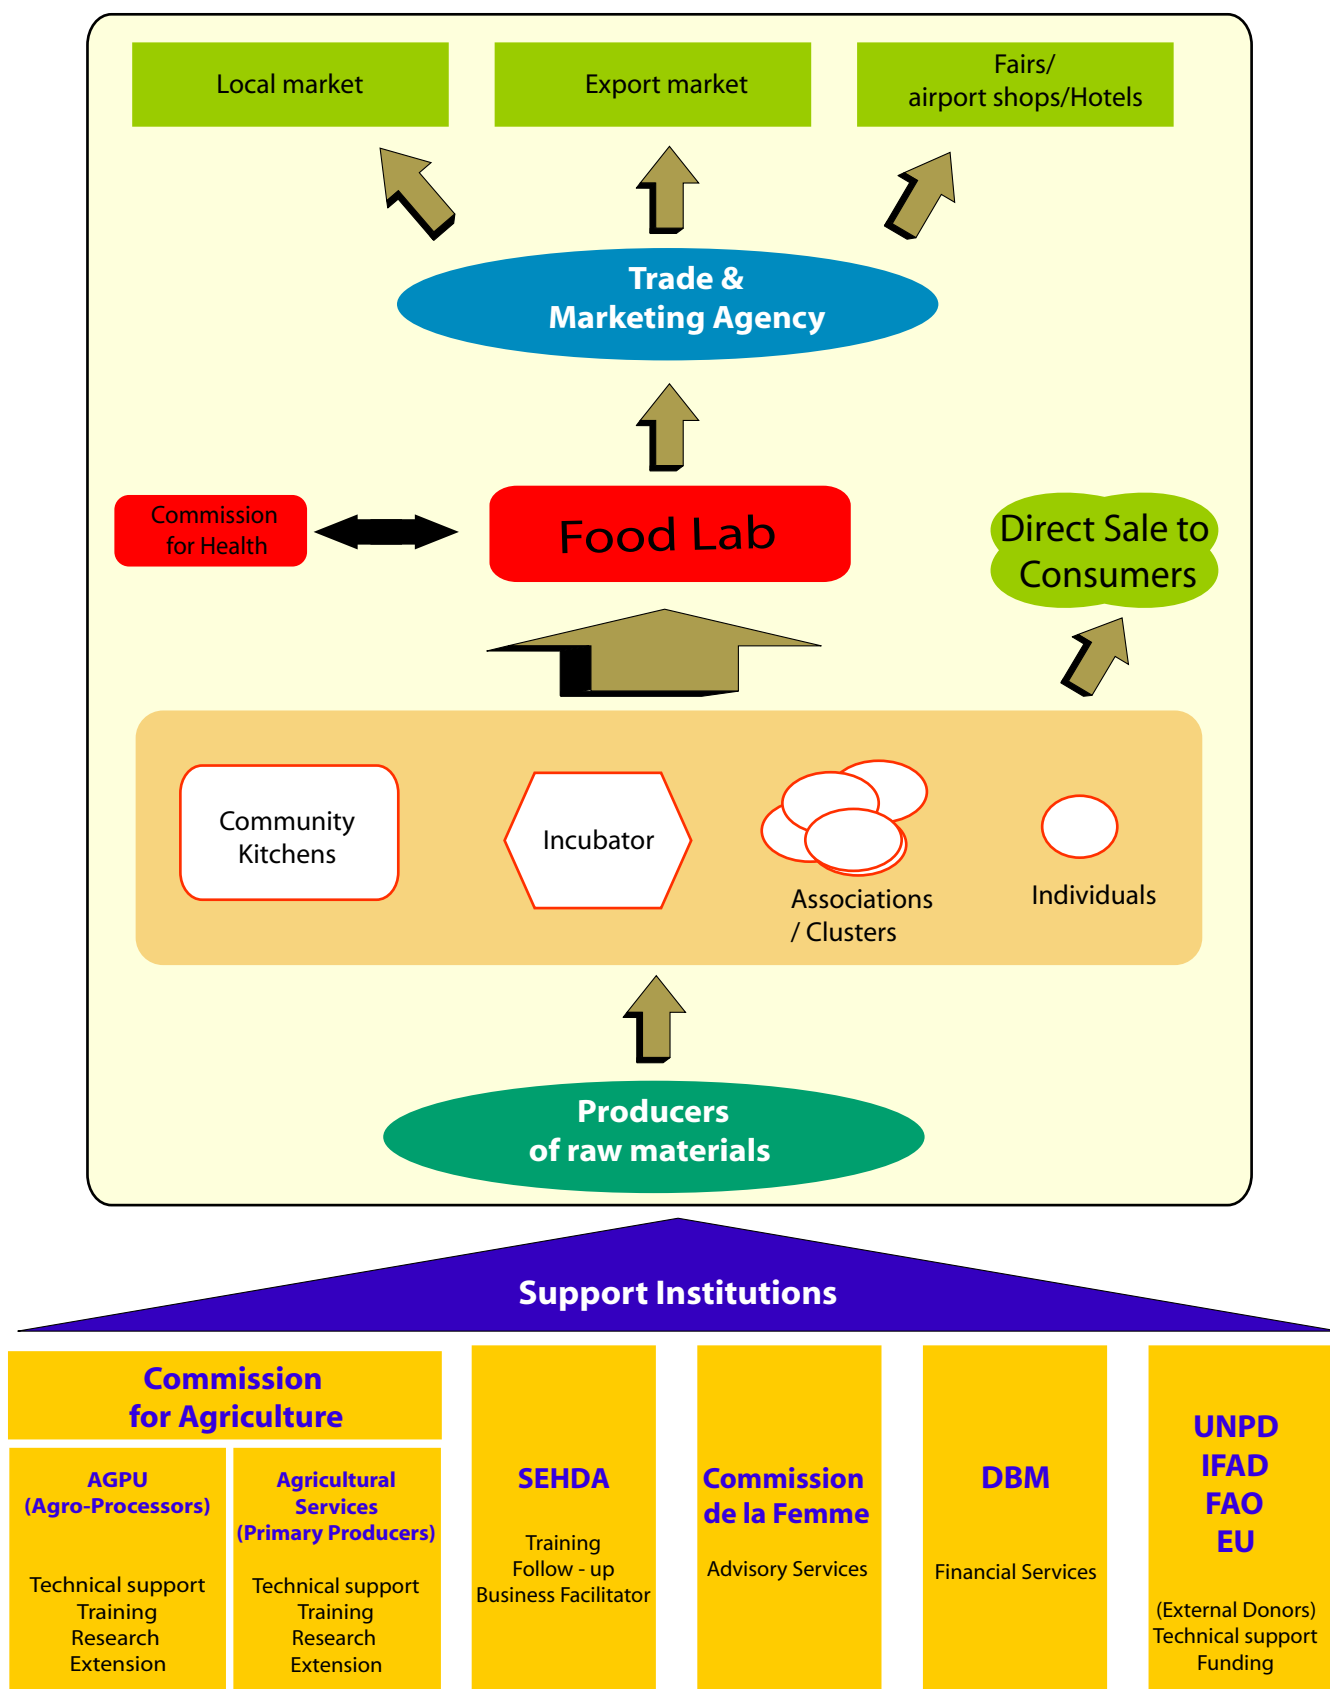 Local market
Export market
Fairs/
airport shops/Hotels
Trade &
Marketing Agency
Commission
for Health
Food Lab
Direct Sale to
Consumers
Community
Kitchens
Incubator
Associations
/ Clusters
Individuals
Producers
of raw materials
Support Institutions
Commission
for Agriculture
AGPU
(Agro-Processors)
Technical support
Training
Research
Extension
Agricultural
Services
(Primary Producers)
Technical support
Training
Research
Extension
SEHDA
Training
Follow - up
Business Facilitator
Commission
de la Femme
Advisory Services
DBM
Financial Services
UNPD
IFAD
FAO
EU
(External Donors)
Technical support
Funding